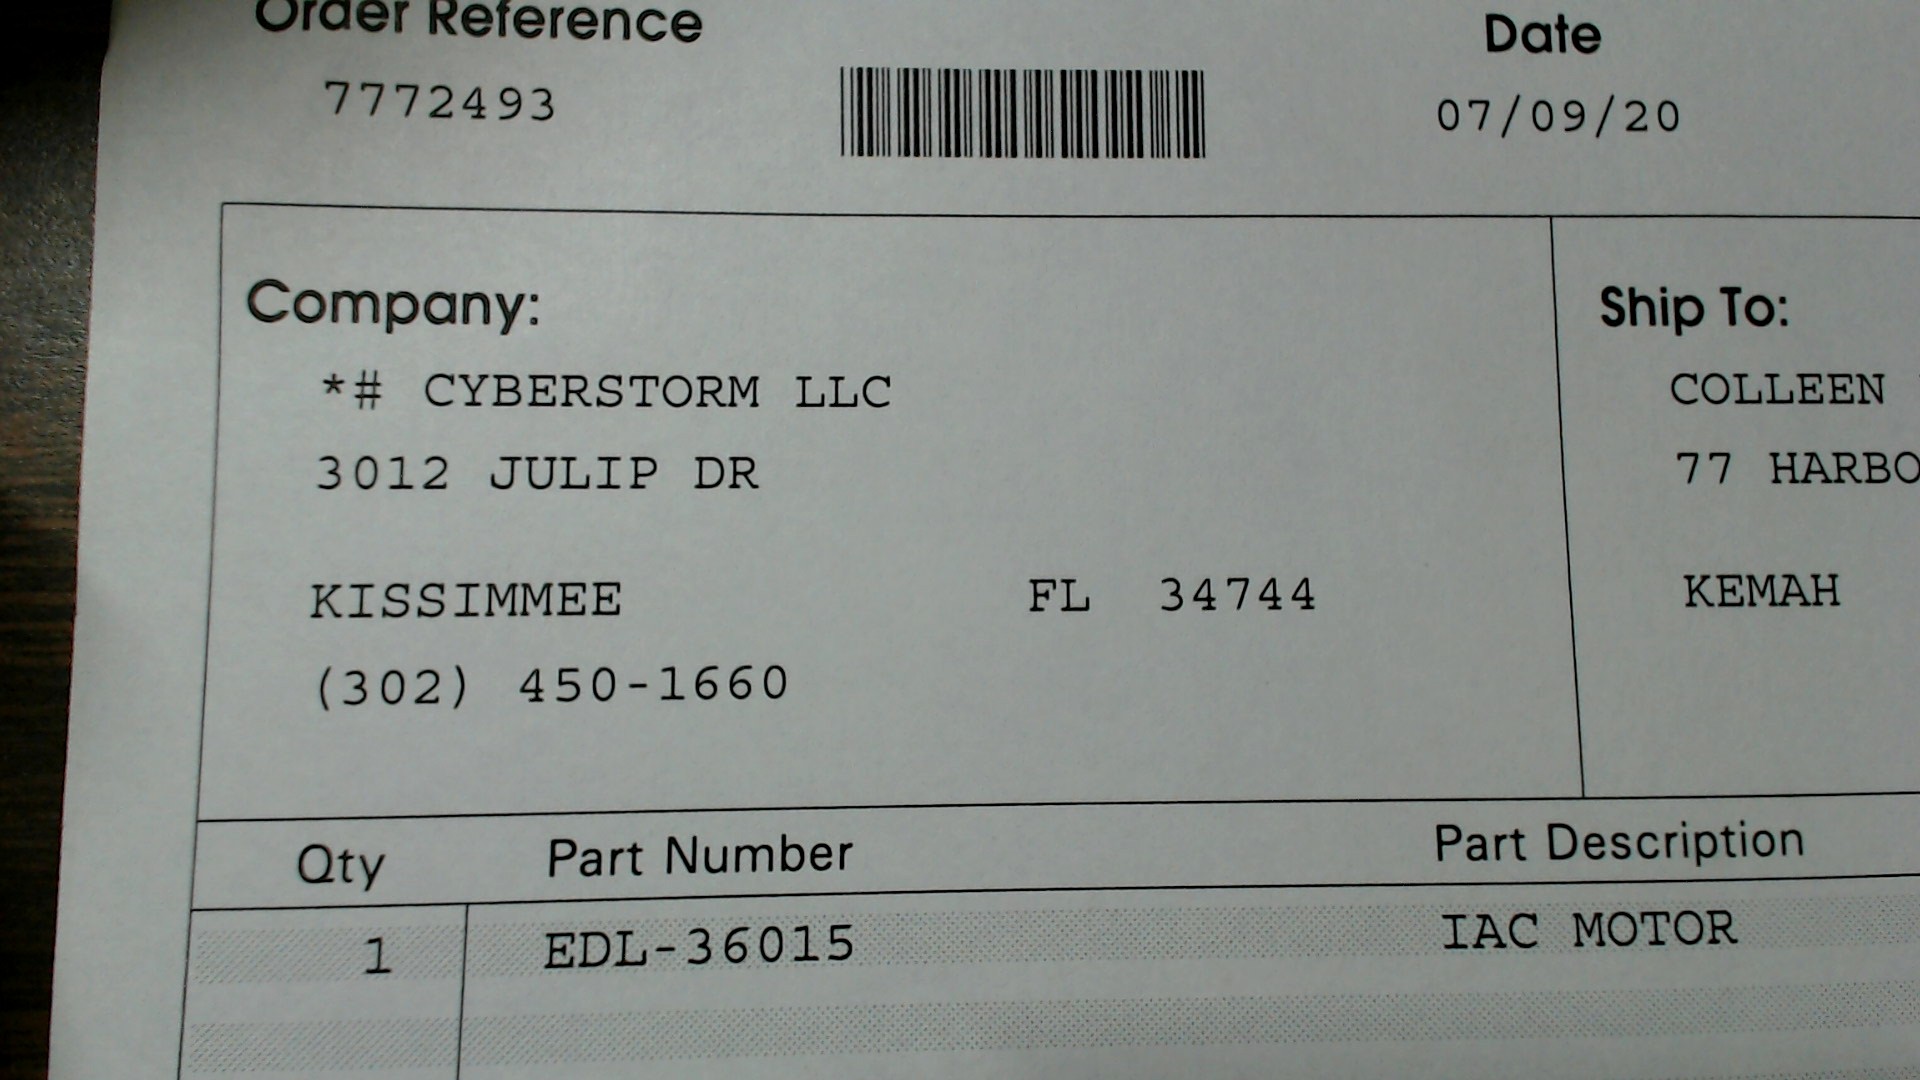 Order Reference
Date
7772493
07/09/20
Company:
*# CYBERSTORM LLC
3012 JULIP DR
KISSIMMEE FL 34744
(302) 450-1660
Ship To:
COLLEEN
77
KEMAH
Qty Part Number Part Description
1 EDL-36015 IAC MOTOR